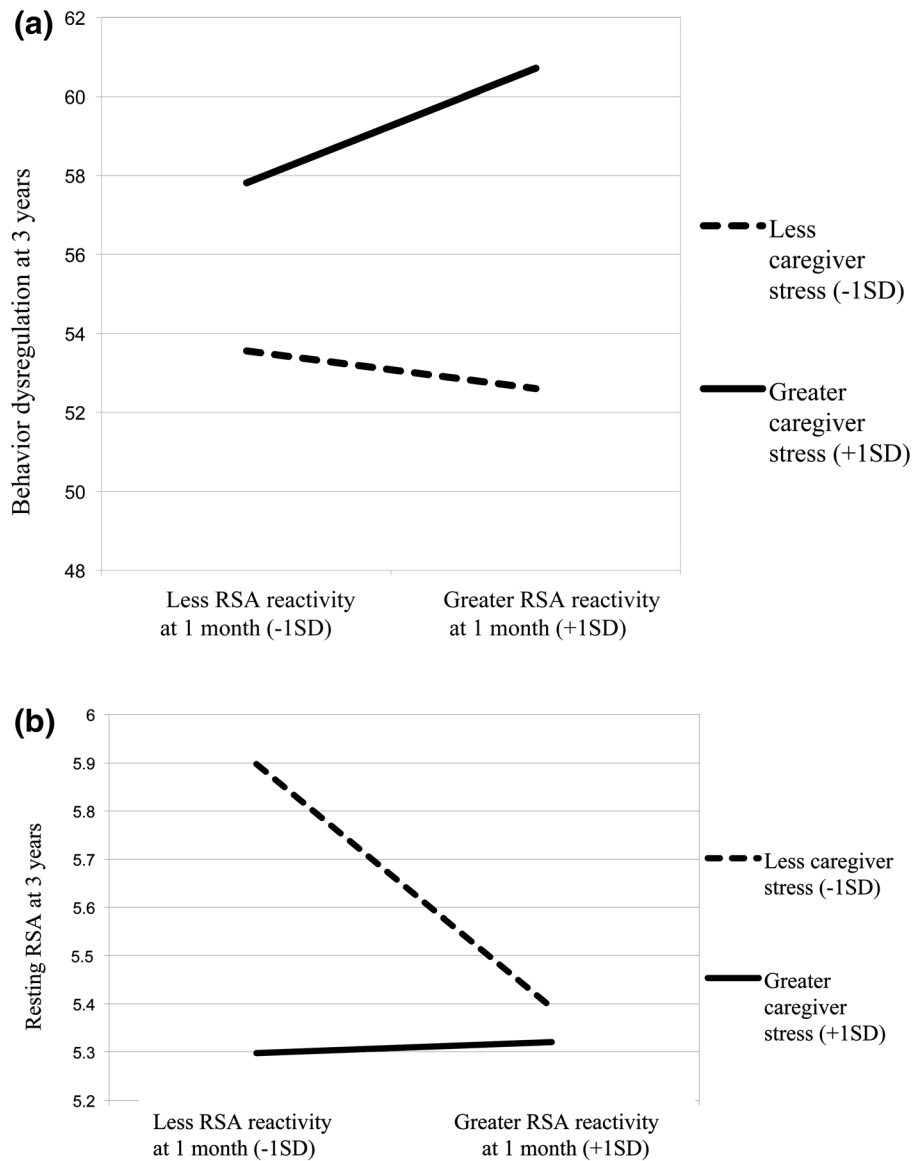 (a)
62
60
58
56
54
52
50
48
Behavior dysregulation at 3 years
Less RSA reactivity
at 1 month (-1SD)
Greater RSA reactivity
at 1 month (+1SD)
Less
caregiver
stress (-1SD)
Greater
caregiver
stress (+1SD)
(b)
6
5.9
5.8
5.7
5.6
5.5
5.4
5.3
5.2
Resting RSA at 3 years
Less RSA reactivity
at 1 month (-1SD)
Greater RSA reactivity
at 1 month (+1SD)
Less caregiver
stress (-1SD)
Greater
caregiver
stress (+1SD)